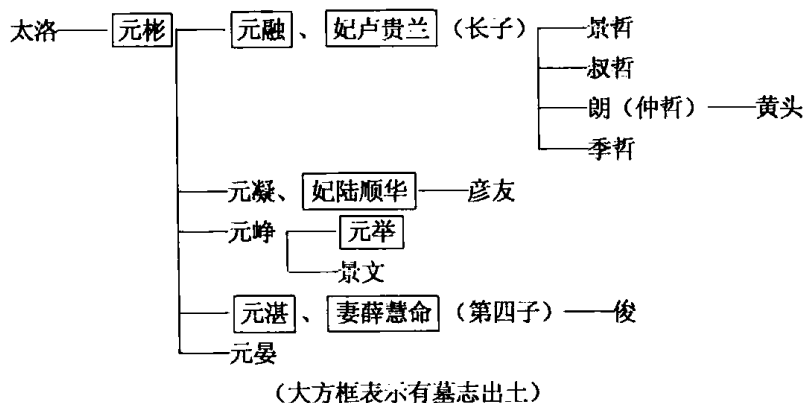 太洛 元彬 元融、妃卢贵兰(长子) 景哲
叔哲
朗(仲哲) 黄头
季哲
元凝、妃陆顺华 彦友
元峥 元举
景文
元湛、妻薛慧命(第四子) 俊
元晏
(大方框表示有墓志出土)